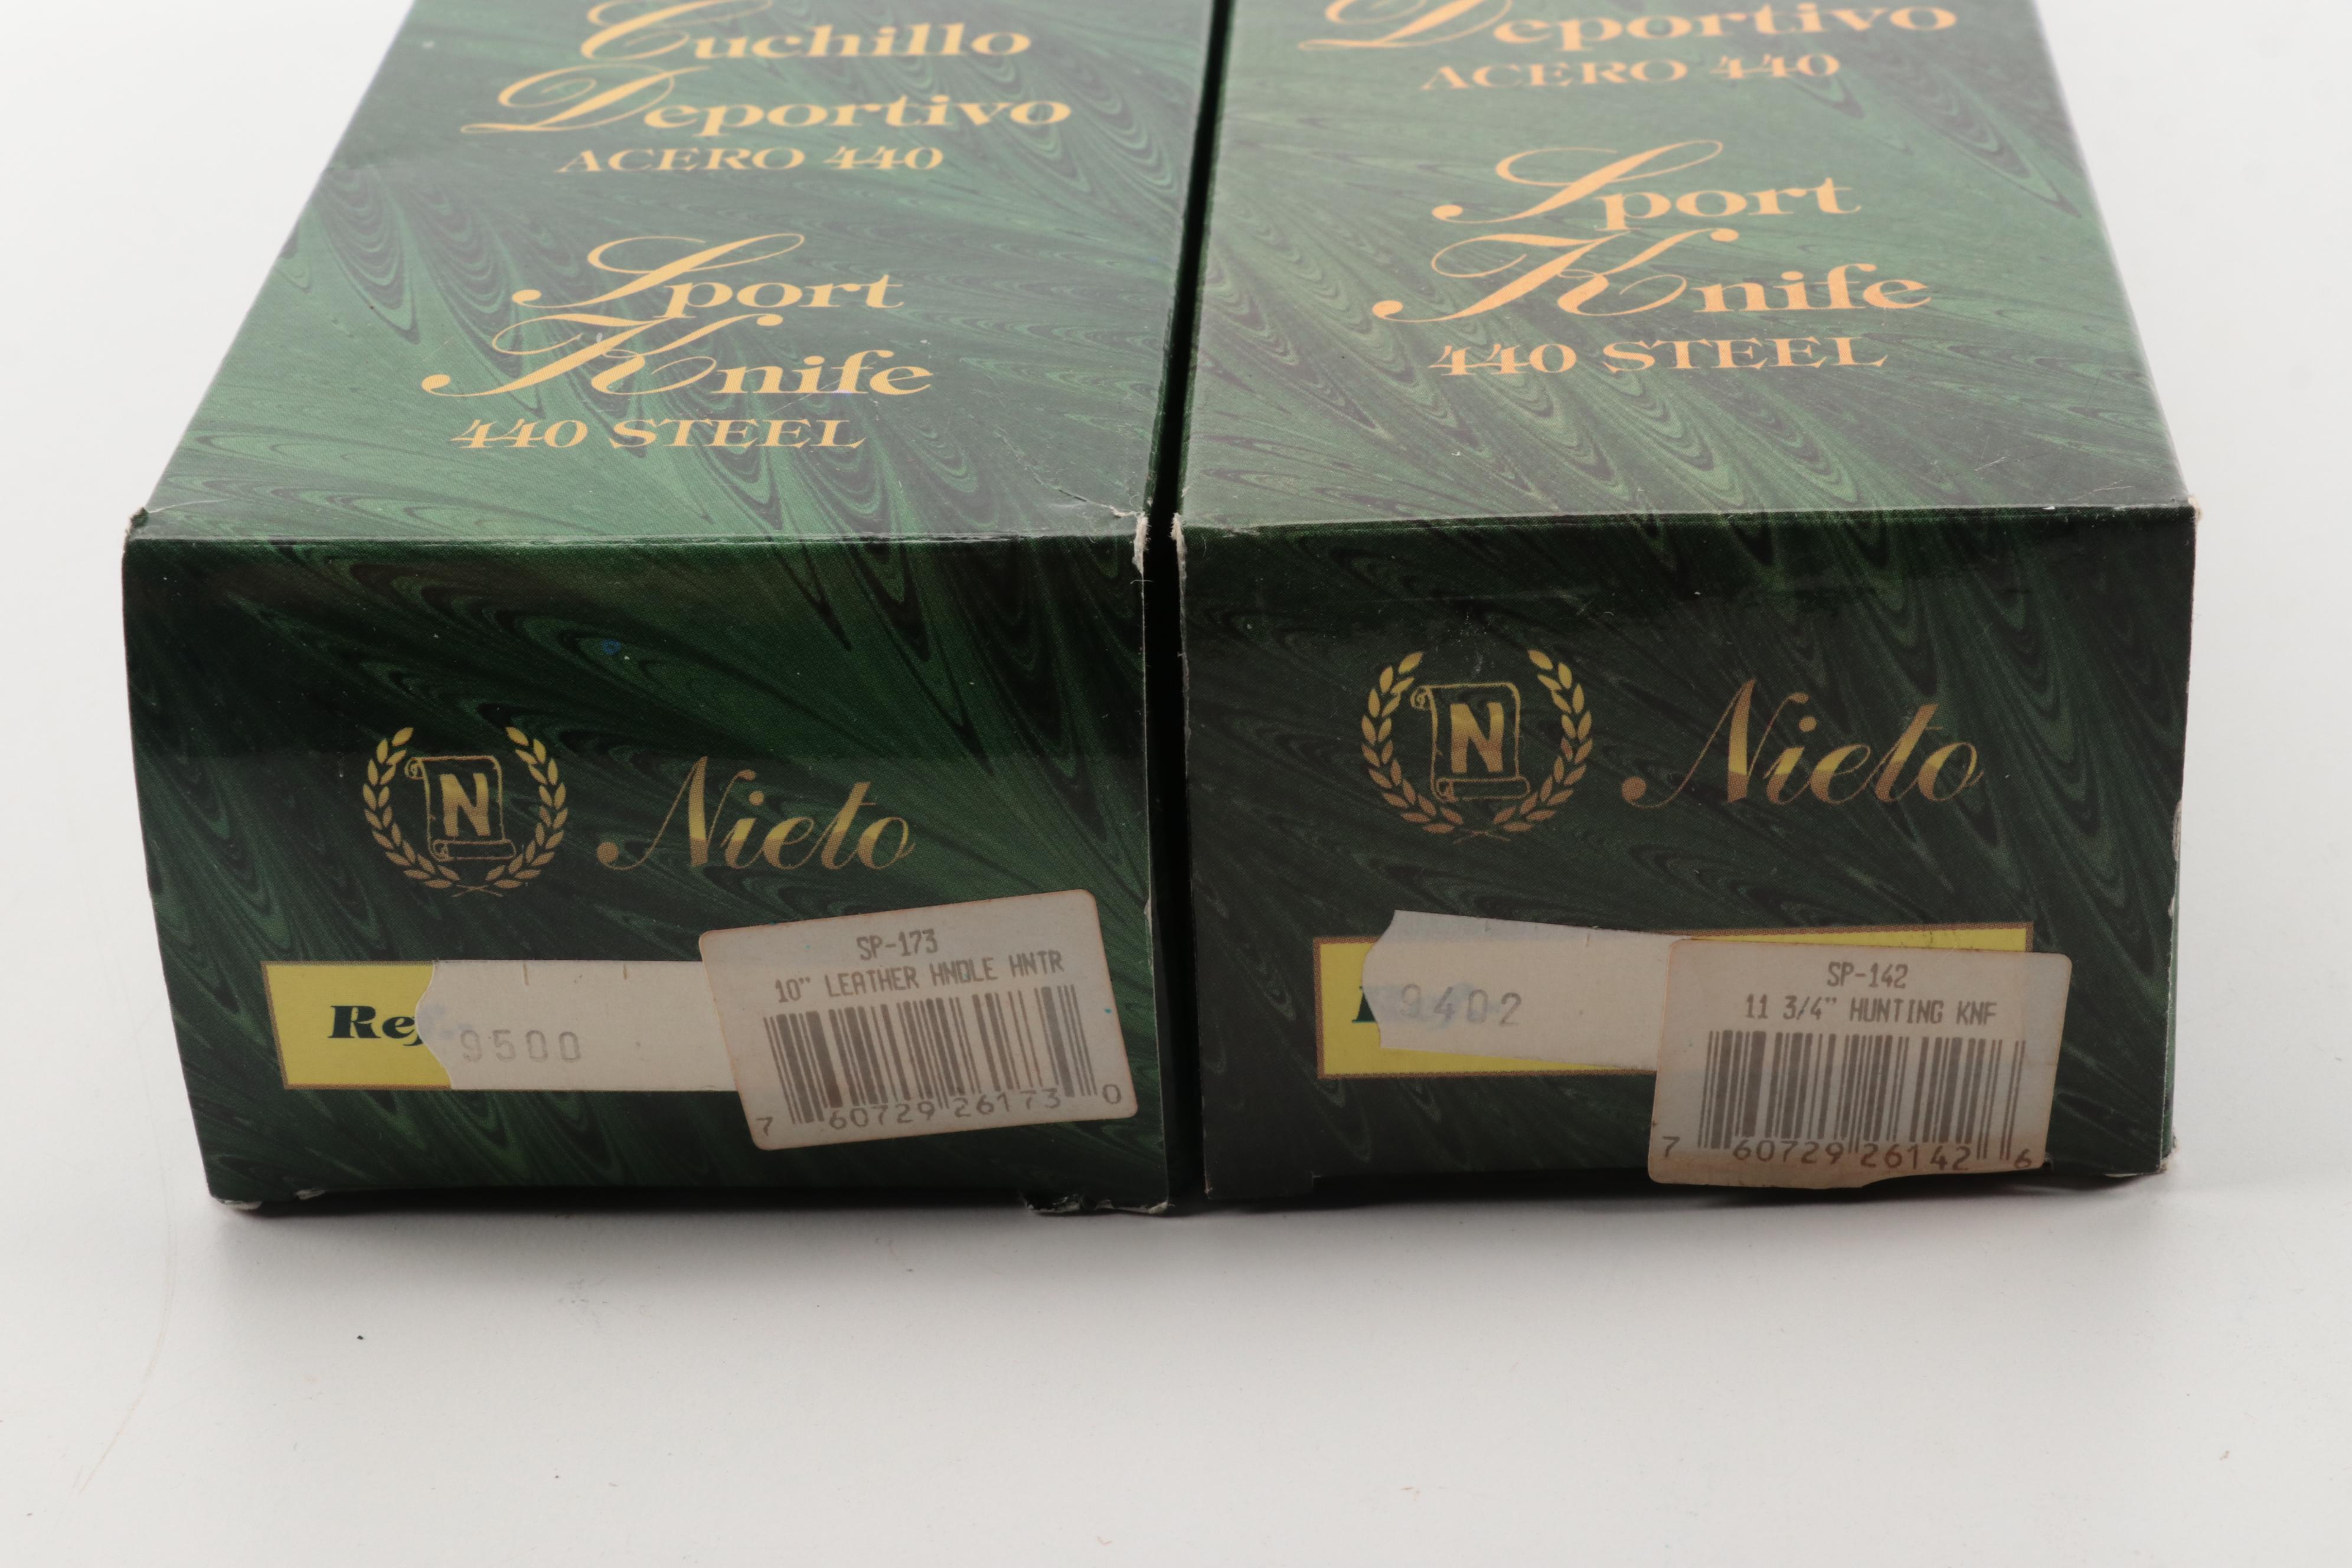 Cuchillo
Deportivo
ACERO 440
Sport
Knife
440 STEEL
N Nieto
Ref
9500
SP-173
10" LEATHER HNDLE HNTR
7 60729 26173 0
Deportivo
ACERO 440
Sport
Knife
440 STEEL
N Nieto
9402
SP-142
11 3/4" HUNTING KNF
7 60729 26142 6